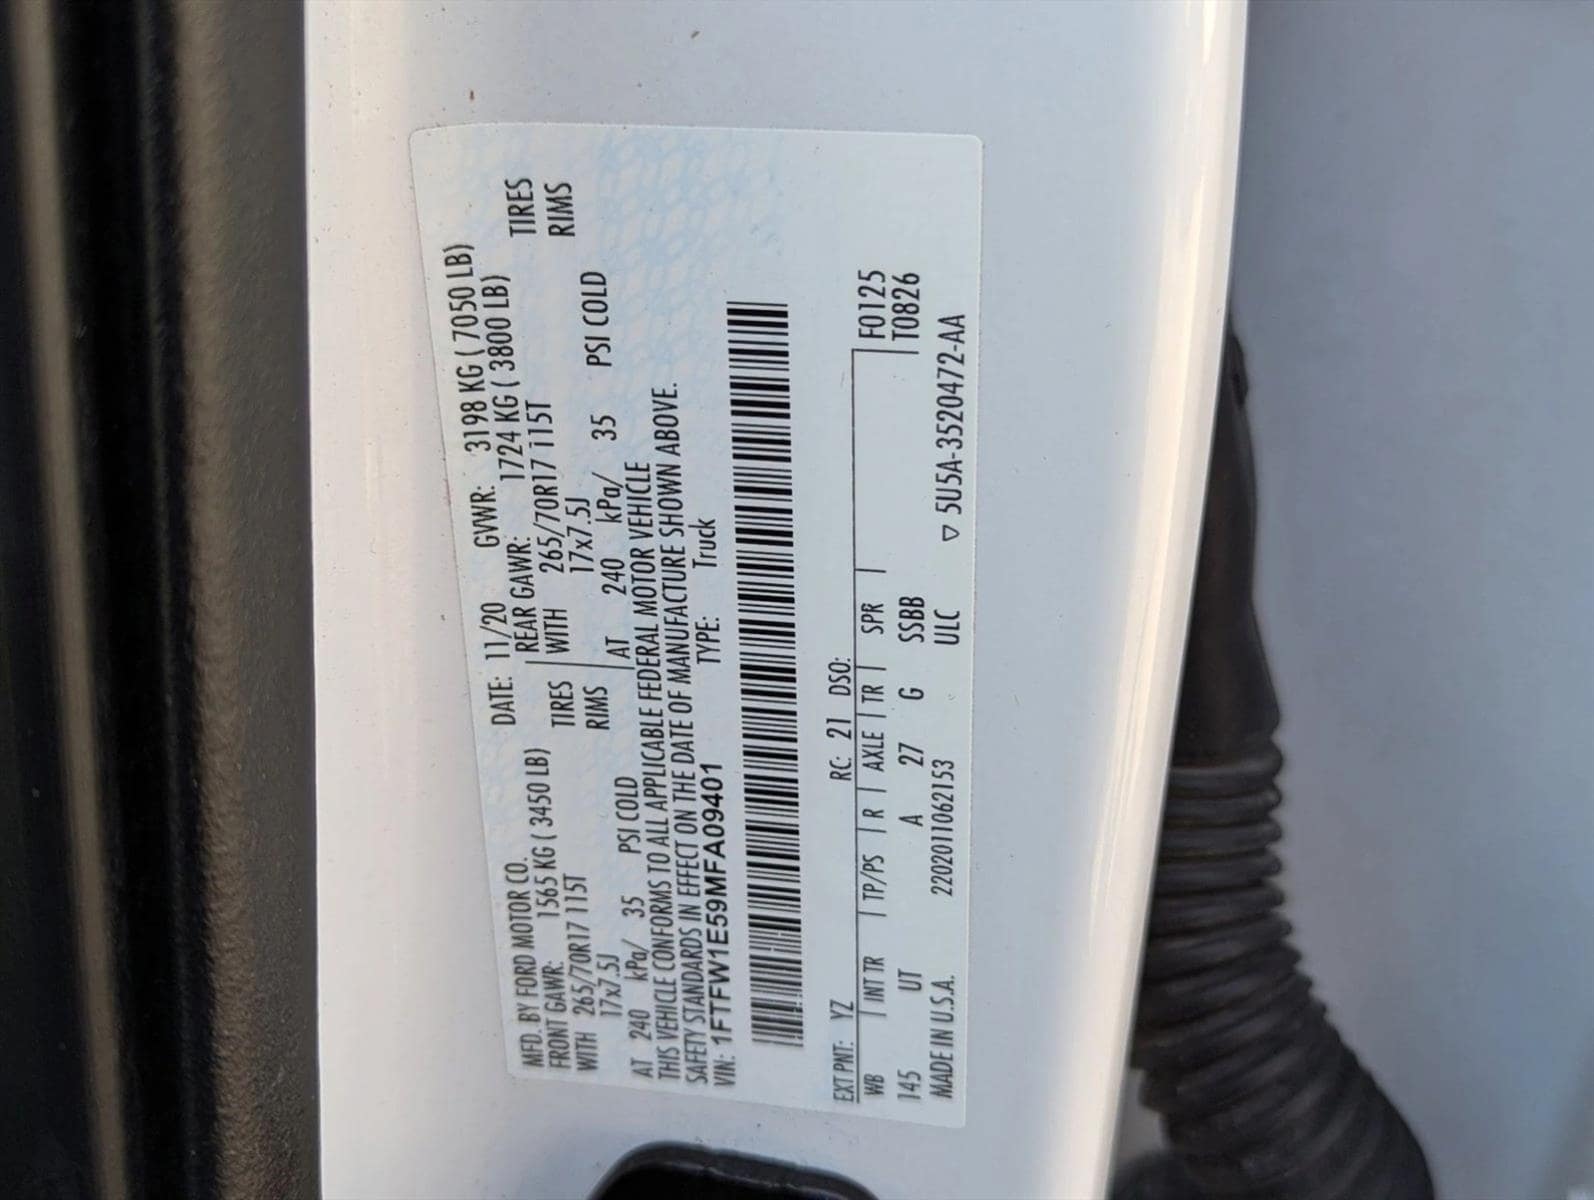 MFD. BY FORD MOTOR CO. DATE: 11/20 GVWR: 3198 KG ( 7050 LB)
FRONT GAWR: 1565 KG ( 3450 LB) REAR GAWR: 1724 KG ( 3800 LB)
WITH 265/70R17 115T TIRES WITH 265/70R17 115T TIRES
17x7.5J RIMS 17x7.5J RIMS
AT 240 kPa/ 35 PSI COLD AT 240 kPa/ 35 PSI COLD
THIS VEHICLE CONFORMS TO ALL APPLICABLE FEDERAL MOTOR VEHICLE
SAFETY STANDARDS IN EFFECT ON THE DATE OF MANUFACTURE SHOWN ABOVE.
VIN: 1FTFW1E59MFA09401 TYPE: Truck
EXT PNT: YZ RC: 21 DSO: F0125
WB | INT TR | TP/PS | R | AXLE | TR | SPR | T0826
145 UT A 27 G SSBB
MADE IN U.S.A. 220201106 2153 ULC ▽ 5U5A-3520472-AA